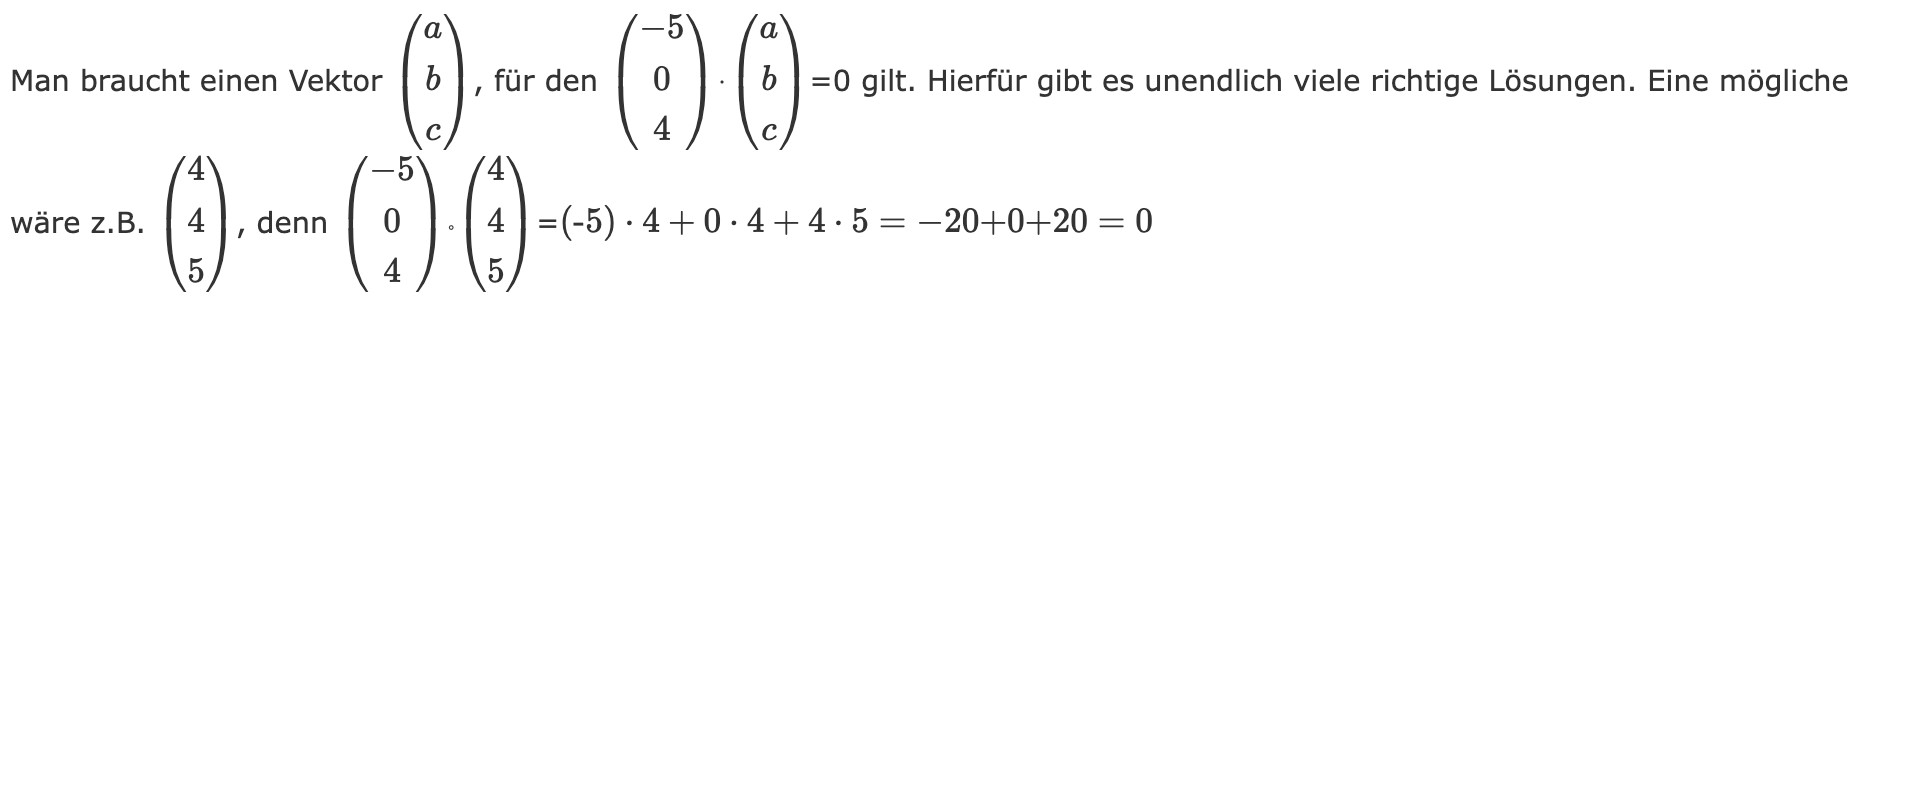 Man braucht einen Vektor $\begin{pmatrix} a \\ b \\ c \end{pmatrix}$, für den $\begin{pmatrix} -5 \\ 0 \\ 4 \end{pmatrix} \cdot \begin{pmatrix} a \\ b \\ c \end{pmatrix}$=0 gilt. Hierfür gibt es unendlich viele richtige Lösungen. Eine mögliche
wäre z.B. $\begin{pmatrix} 4 \\ 4 \\ 5 \end{pmatrix}$, denn $\begin{pmatrix} -5 \\ 0 \\ 4 \end{pmatrix} \circ \begin{pmatrix} 4 \\ 4 \\ 5 \end{pmatrix}$=$(\text{-}5) \cdot 4 + 0 \cdot 4 + 4 \cdot 5 = -20{+}0{+}20 = 0$